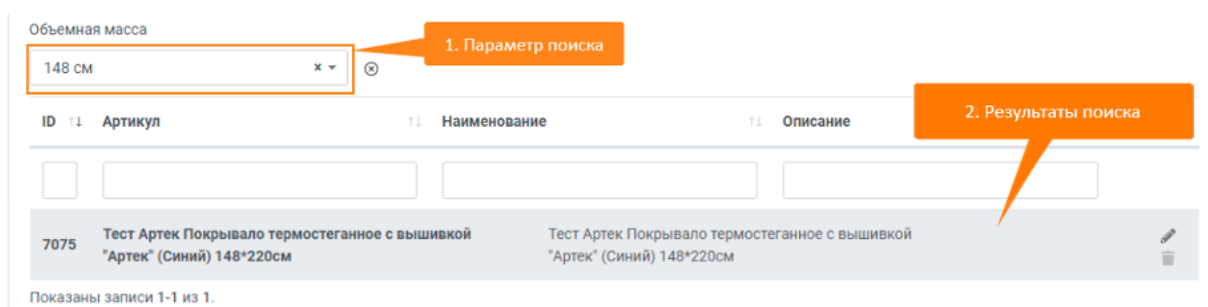 Объемная масса
1. Параметр поиска
148 см
ID Артикул Наименование Описание
2. Результаты поиска
7075 Тест Артек Покрывало термостеганное с вышивкой Тест Артек Покрывало термостеганное с вышивкой
"Артек" (Синий) 148*220см "Артек" (Синий) 148*220см
Показаны записи 1-1 из 1.